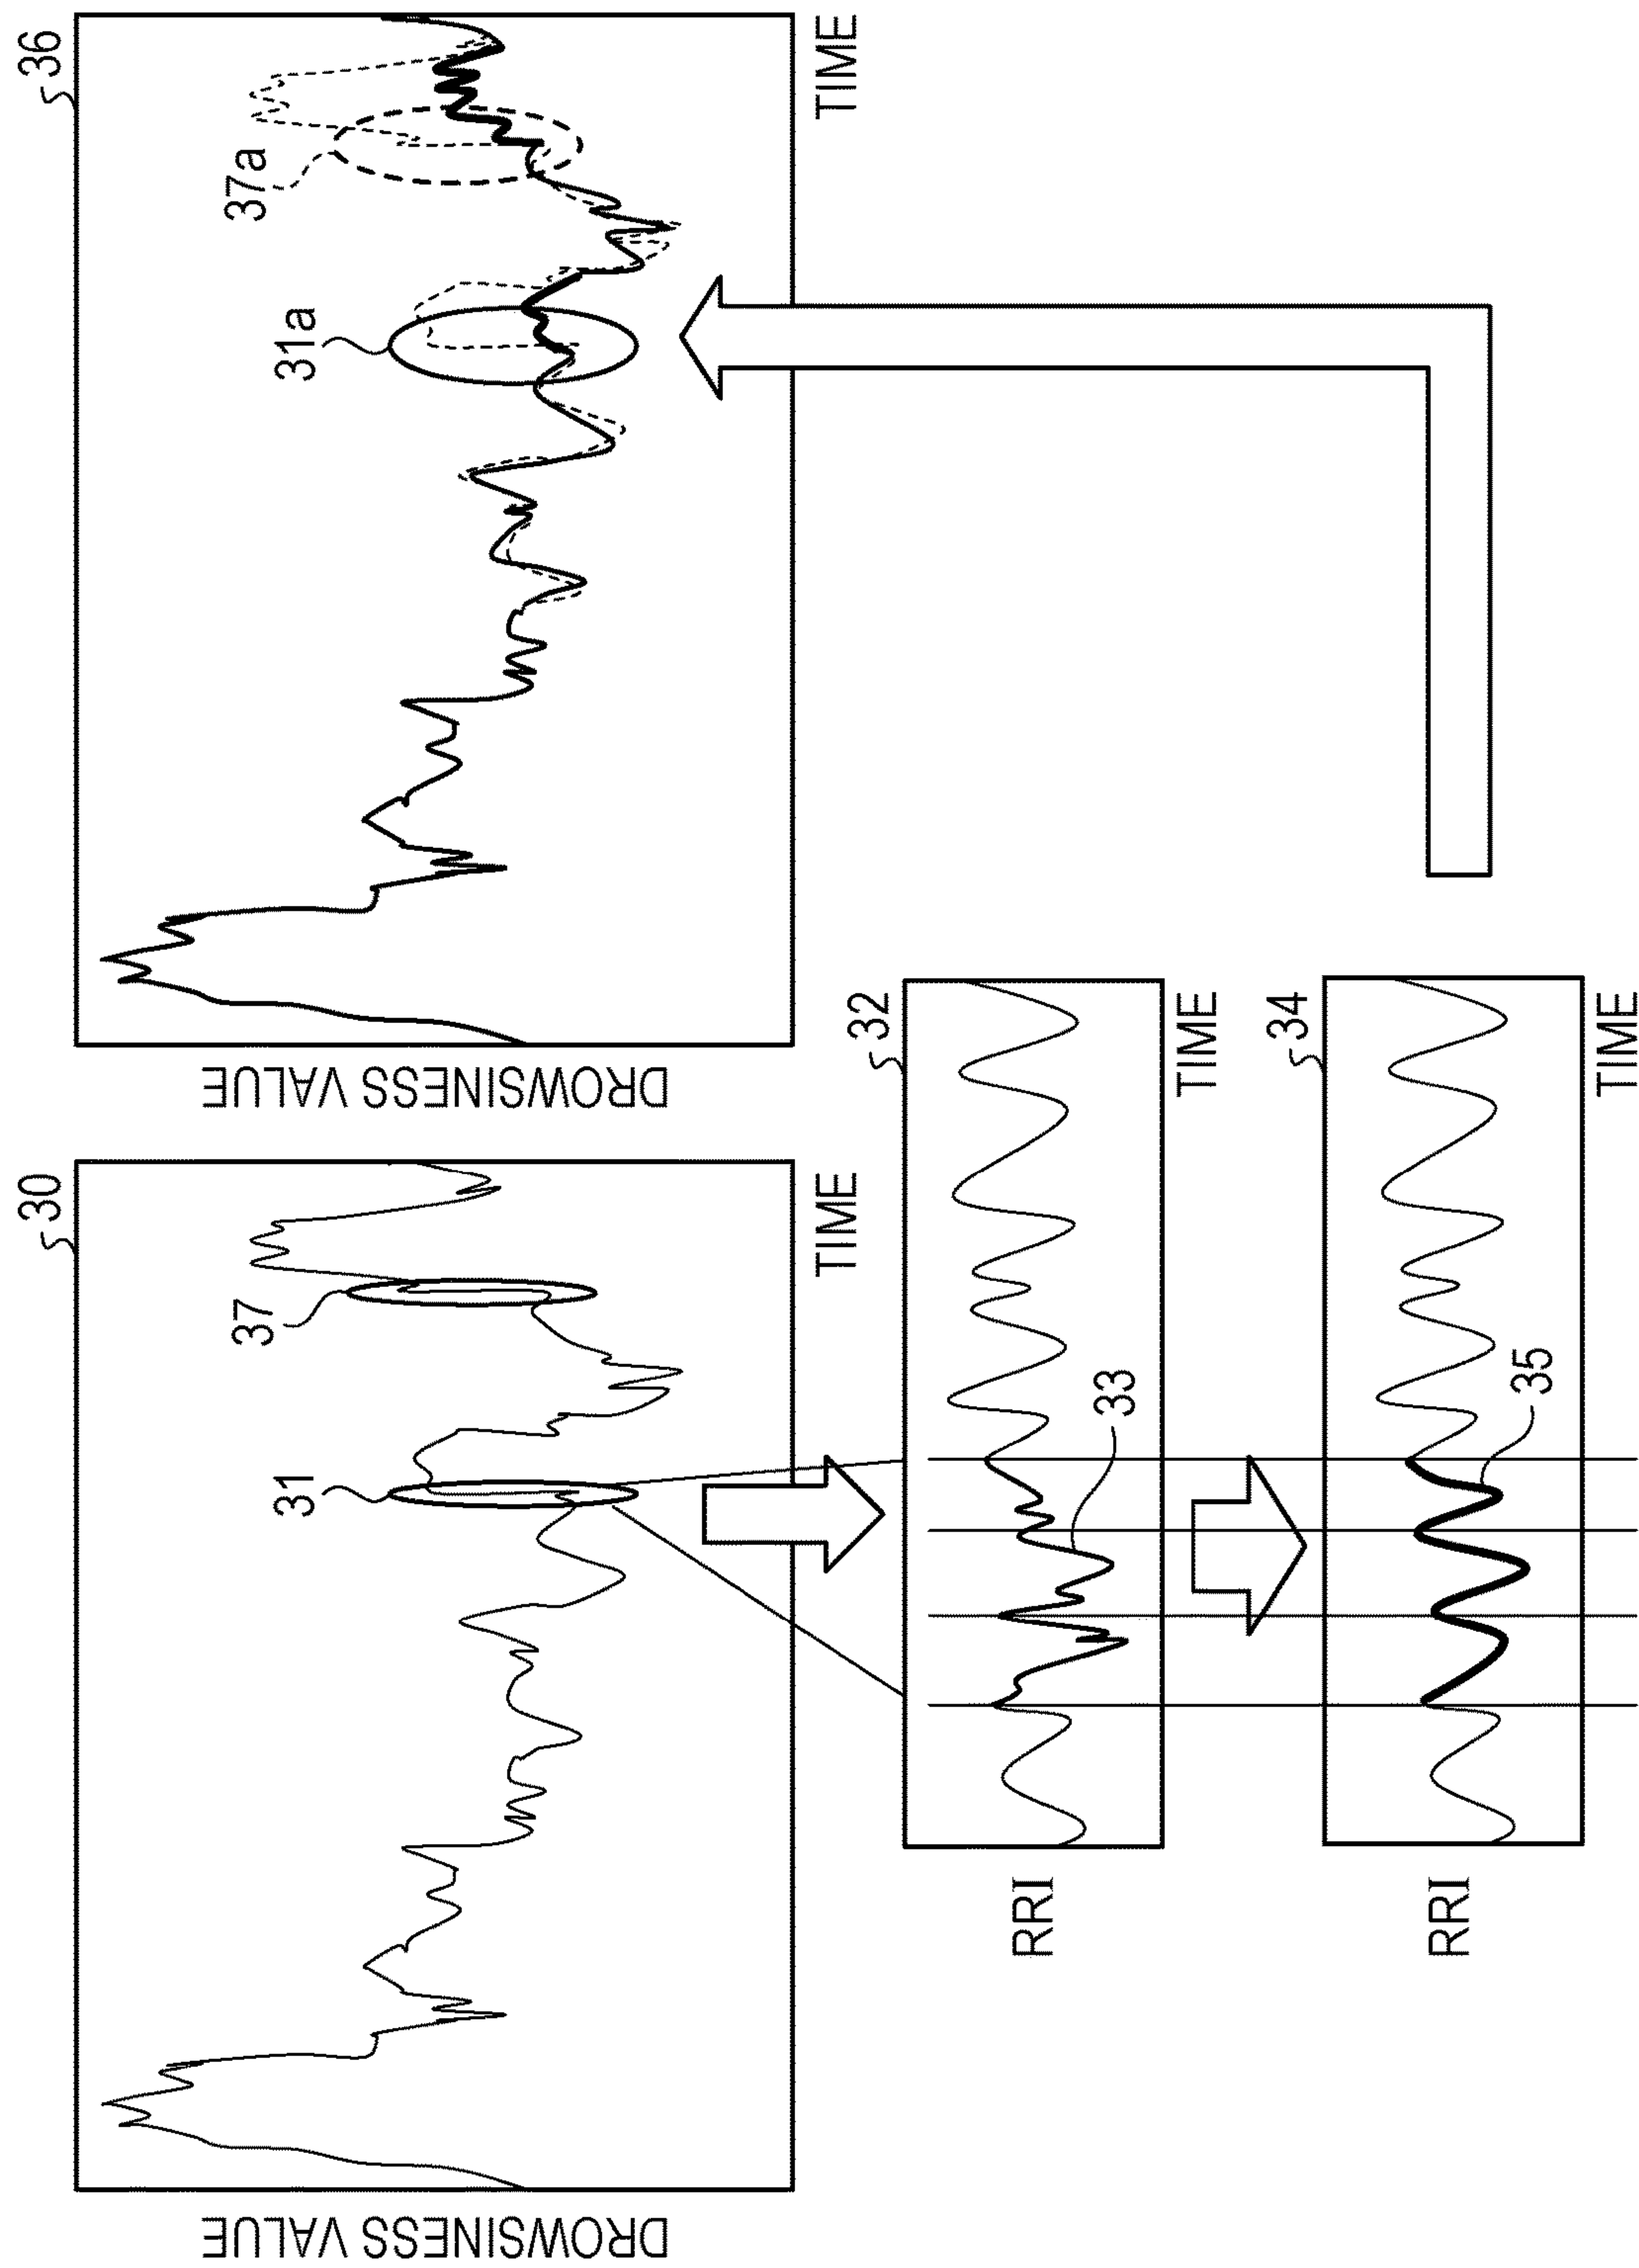 30
31
37
DROWSINESS VALUE
TIME
36
31a
37a
DROWSINESS VALUE
TIME
32
33
RRI
TIME
34
35
RRI
TIME